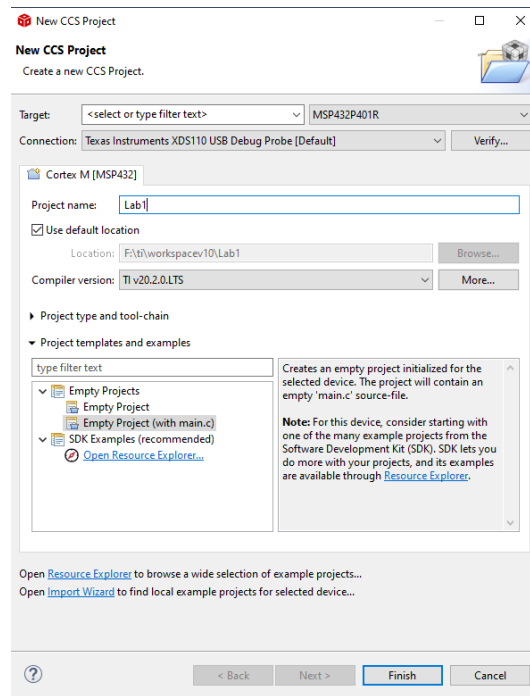 New CCS Project
New CCS Project
Create a new CCS Project.
Target: <select or type filter text> MSP432P401R
Connection: Texas Instruments XDS110 USB Debug Probe [Default] Verify...
Cortex M [MSP432]
Project name: Lab1
Use default location
Location: F:\ti\workspacev10\Lab1 Browse...
Compiler version: TI v20.2.0.LTS More...
Project type and tool-chain
Project templates and examples
type filter text
Empty Projects
Empty Project
Empty Project (with main.c)
SDK Examples (recommended)
Open Resource Explorer...
Creates an empty project initialized for the
selected device. The project will contain an
empty 'main.c' source-file.
Note: For this device, consider starting with
one of the many example projects from the
Software Development Kit (SDK). SDK lets you
do more with your projects, and its examples
are available through Resource Explorer.
Open Resource Explorer to browse a wide selection of example projects...
Open Import Wizard to find local example projects for selected device...
? < Back Next > Finish Cancel